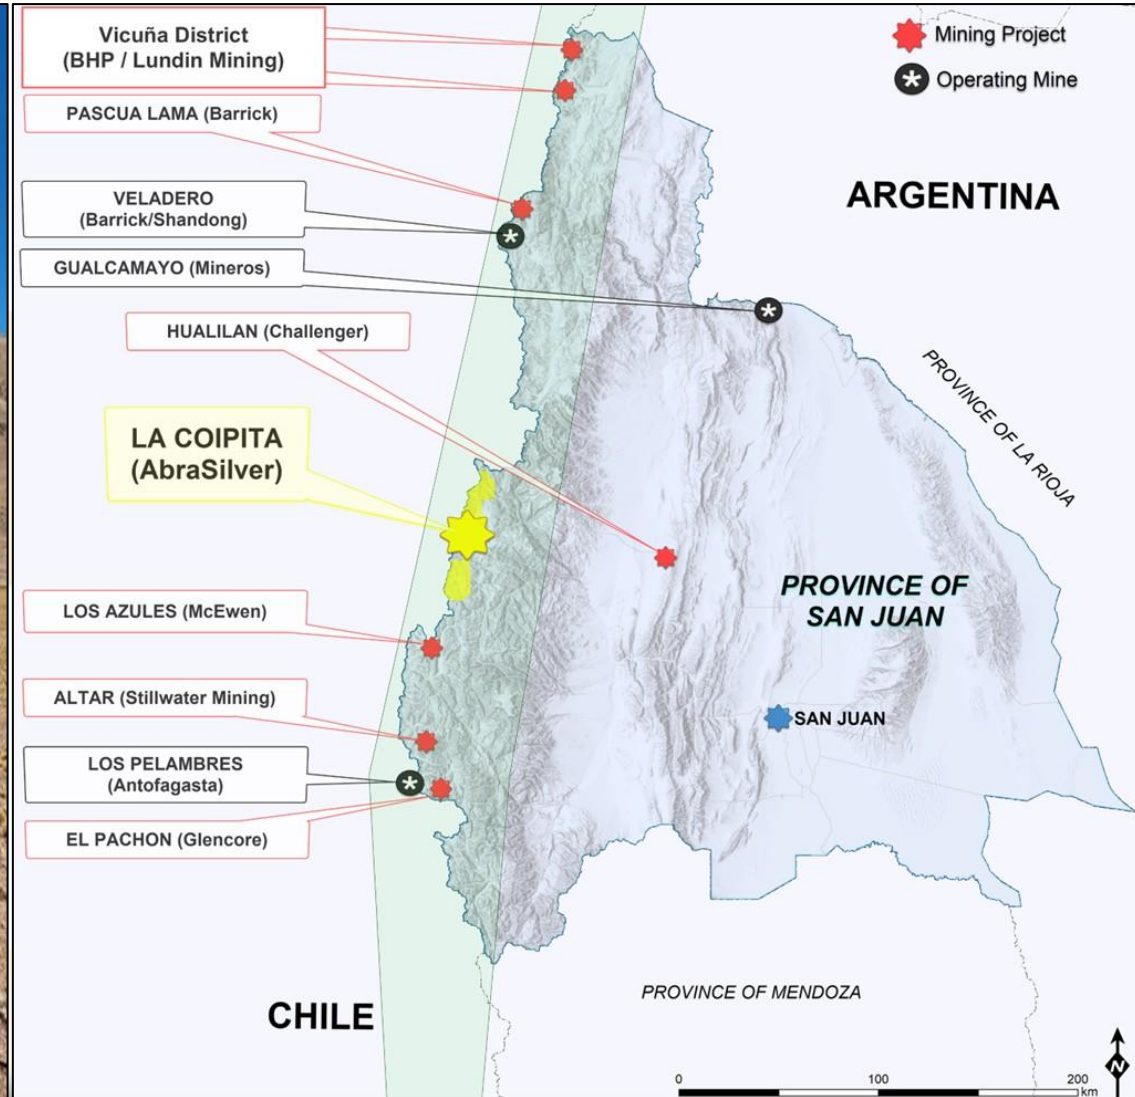 Vicuña District
(BHP / Lundin Mining)
PASCUA LAMA (Barrick)
VELADERO
(Barrick/Shandong)
GUALCAMAYO (Mineros)
HUALILAN (Challenger)
LA COIPITA
(AbraSilver)
LOS AZULES (McEwen)
ALTAR (Stillwater Mining)
LOS PELAMBRES
(Antofagasta)
EL PACHON (Glencore)
CHILE
Mining Project
Operating Mine
ARGENTINA
PROVINCE OF LA RIOJA
PROVINCE OF
SAN JUAN
SAN JUAN
PROVINCE OF MENDOZA
0 100 200
km
N